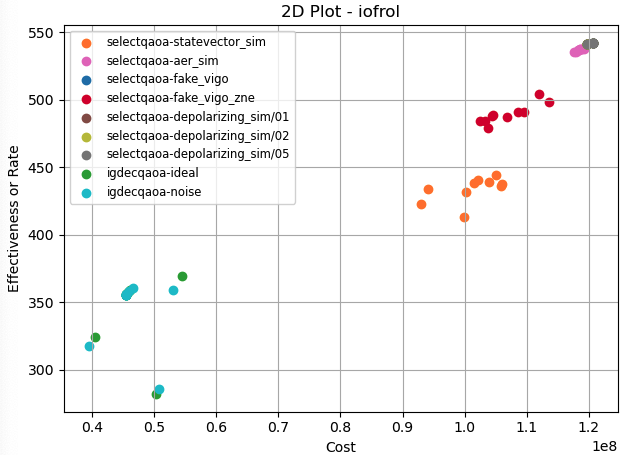 2D Plot - iofrol
550
500
450
400
350
300
Effectiveness or Rate
selectqaoa-statevector_sim
selectqaoa-aer_sim
selectqaoa-fake_vigo
selectqaoa-fake_vigo_zne
selectqaoa-depolarizing_sim/01
selectqaoa-depolarizing_sim/02
selectqaoa-depolarizing_sim/05
igdecqaoa-ideal
igdecqaoa-noise
0.4 0.5 0.6 0.7 0.8 0.9 1.0 1.1 1.2
1e8
Cost